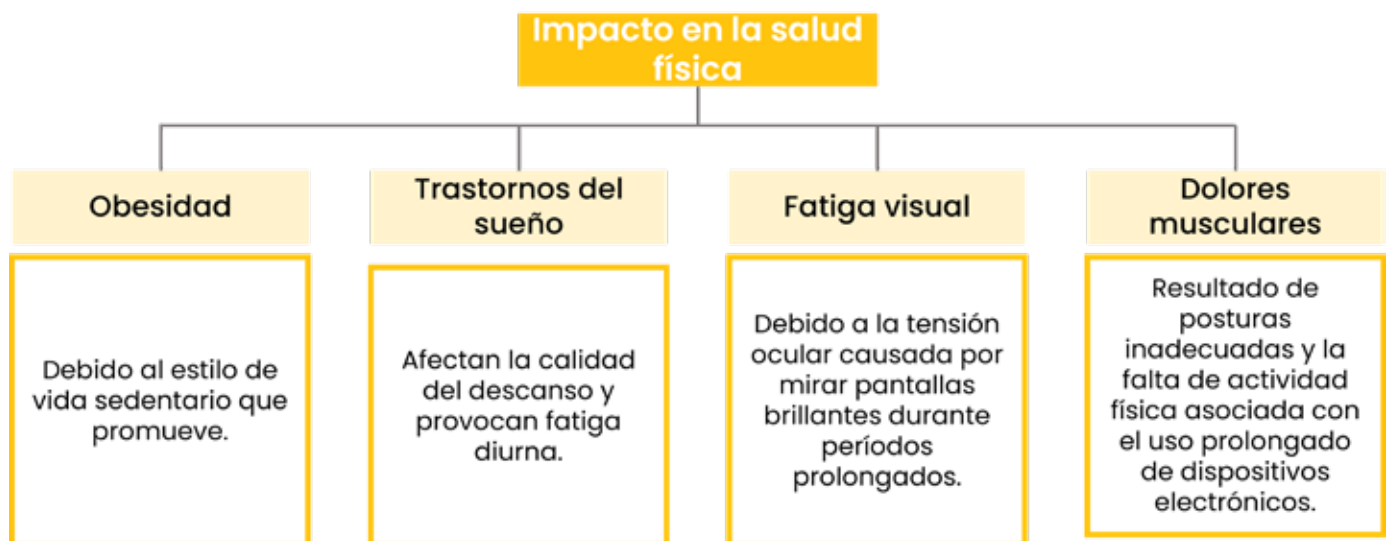 Impacto en la salud
física
Obesidad
Debido al estilo de
vida sedentario que
promueve.
Trastornos del
sueño
Afectan la calidad
del descanso y
provocan fatiga
diurna.
Fatiga visual
Debido a la tensión
ocular causada por
mirar pantallas
brillantes durante
períodos
prolongados.
Dolores
musculares
Resultado de
posturas
inadecuadas y la
falta de actividad
física asociada con
el uso prolongado
de dispositivos
electrónicos.